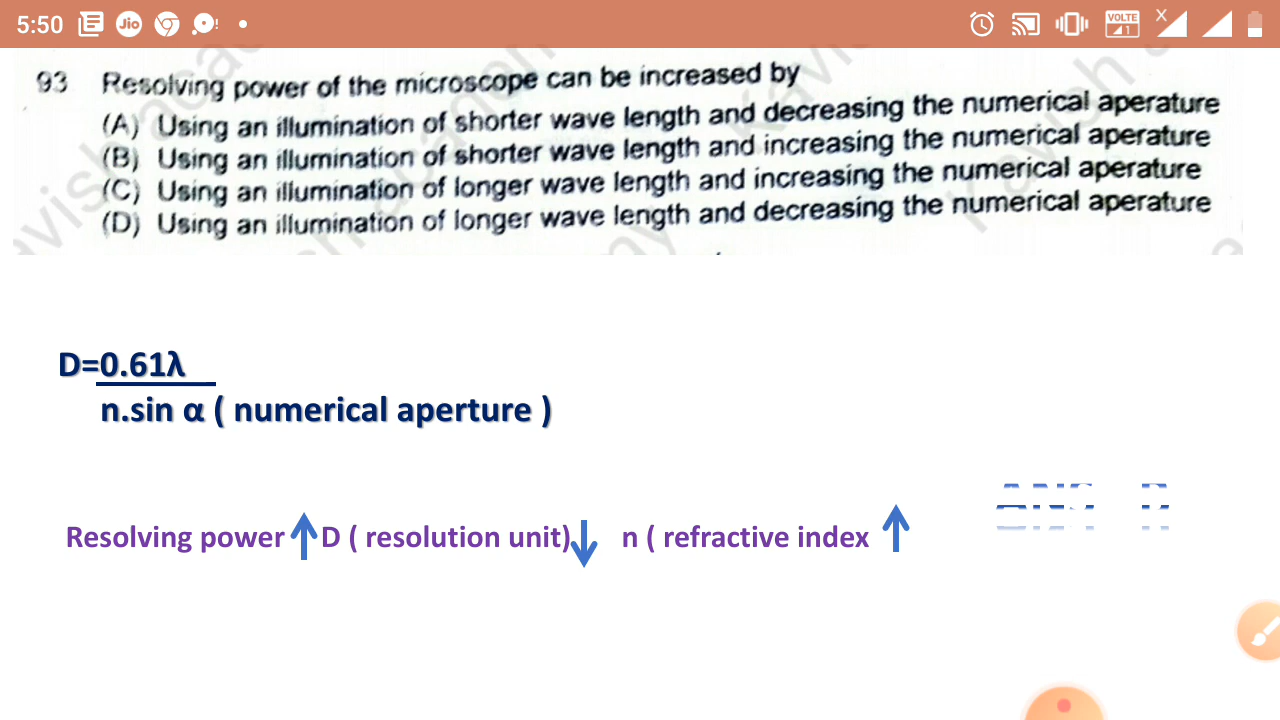 5:50 Jio VOLTE 1 X
93 Resolving power of the microscope can be increased by
(A) Using an illumination of shorter wave length and decreasing the numerical aperature
(B) Using an illumination of shorter wave length and increasing the numerical aperature
(C) Using an illumination of longer wave length and increasing the numerical aperature
(D) Using an illumination of longer wave length and decreasing the numerical aperature
D=0.61λ
n.sin α ( numerical aperture )
Resolving power D ( resolution unit) n ( refractive index